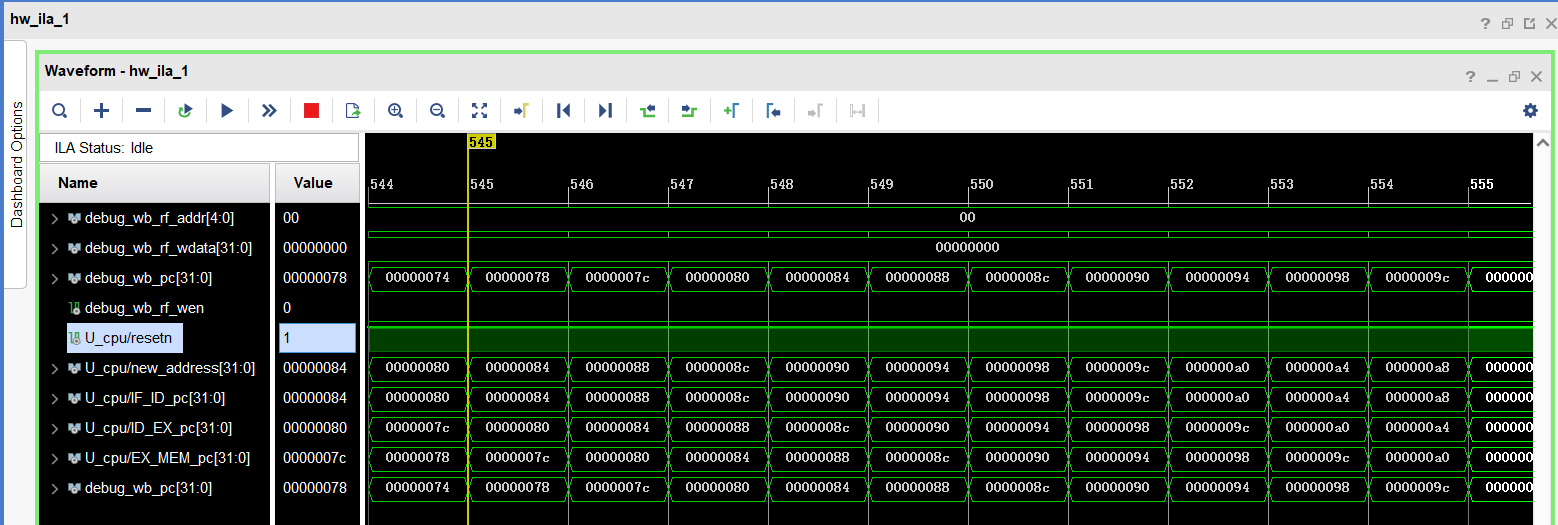 hw_ila_1
Dashboard Options
Waveform - hw_ila_1
ILA Status: Idle
545
Name Value
544 545 546 547 548 549 550 551 552 553 554 555
debug_wb_rf_addr[4:0] 00 00
debug_wb_rf_wdata[31:0] 00000000 00000000
debug_wb_pc[31:0] 00000078 00000074 00000078 0000007c 00000080 00000084 00000088 0000008c 00000090 00000094 00000098 0000009c 000000
debug_wb_rf_wen 0
U_cpu/resetn 1
U_cpu/new_address[31:0] 00000084 00000080 00000084 00000088 0000008c 00000090 00000094 00000098 0000009c 000000a0 000000a4 000000a8 000000
U_cpu/IF_ID_pc[31:0] 00000084 00000080 00000084 00000088 0000008c 00000090 00000094 00000098 0000009c 000000a0 000000a4 000000a8 000000
U_cpu/ID_EX_pc[31:0] 00000080 0000007c 00000080 00000084 00000088 0000008c 00000090 00000094 00000098 0000009c 000000a0 000000a4 000000
U_cpu/EX_MEM_pc[31:0] 0000007c 00000078 0000007c 00000080 00000084 00000088 0000008c 00000090 00000094 00000098 0000009c 000000a0 000000
debug_wb_pc[31:0] 00000078 00000074 00000078 0000007c 00000080 00000084 00000088 0000008c 00000090 00000094 00000098 0000009c 000000